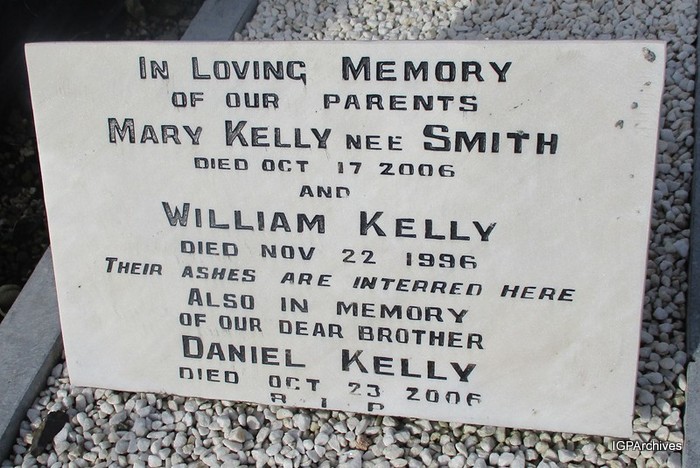 In Loving Memory
of our parents
Mary Kelly nee Smith
died Oct 17 2006
and
William Kelly
died Nov 22 1996
Their ashes are interred here
Also in memory
of our dear brother
Daniel Kelly
died Oct 23 2006
R.I.P
IGPArchives